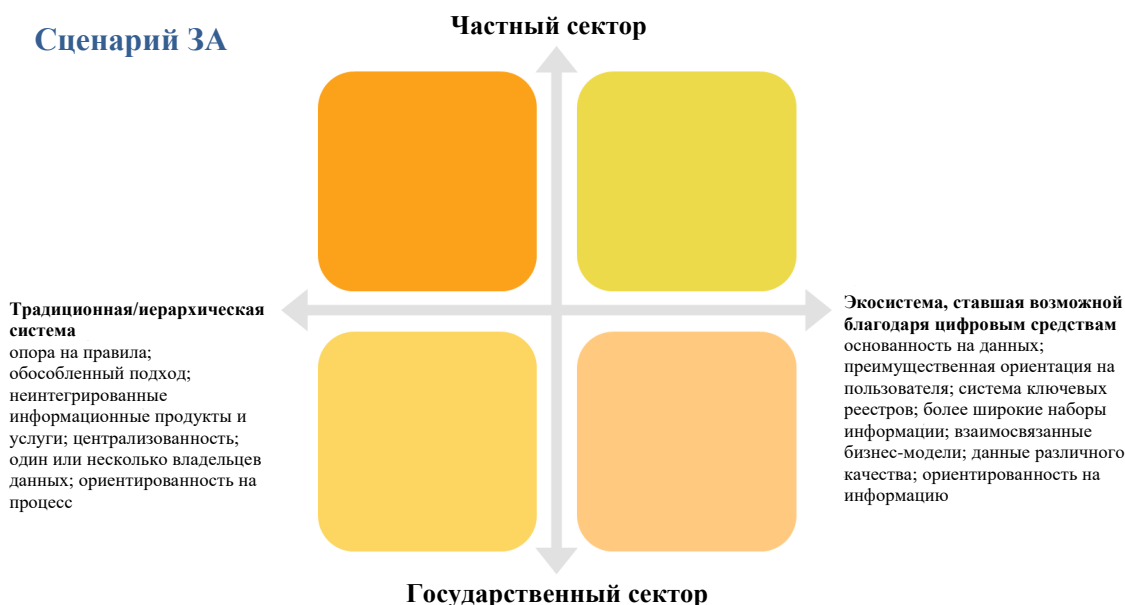 Сценарий ЗА
Частный сектор
Традиционная/иерархическая
система
опора на правила;
обособленный подход;
неинтегрированные
информационные продукты и
услуги; централизованность;
один или несколько владельцев
данных; ориентированность на
процесс
Экосистема, ставшая возможной
благодаря цифровым средствам
основанность на данных;
преимущественная ориентация на
пользователя; система ключевых
реестров; более широкие наборы
информации; взаимосвязанные
бизнес-модели; данные различного
качества; ориентированность на
информацию
Государственный сектор